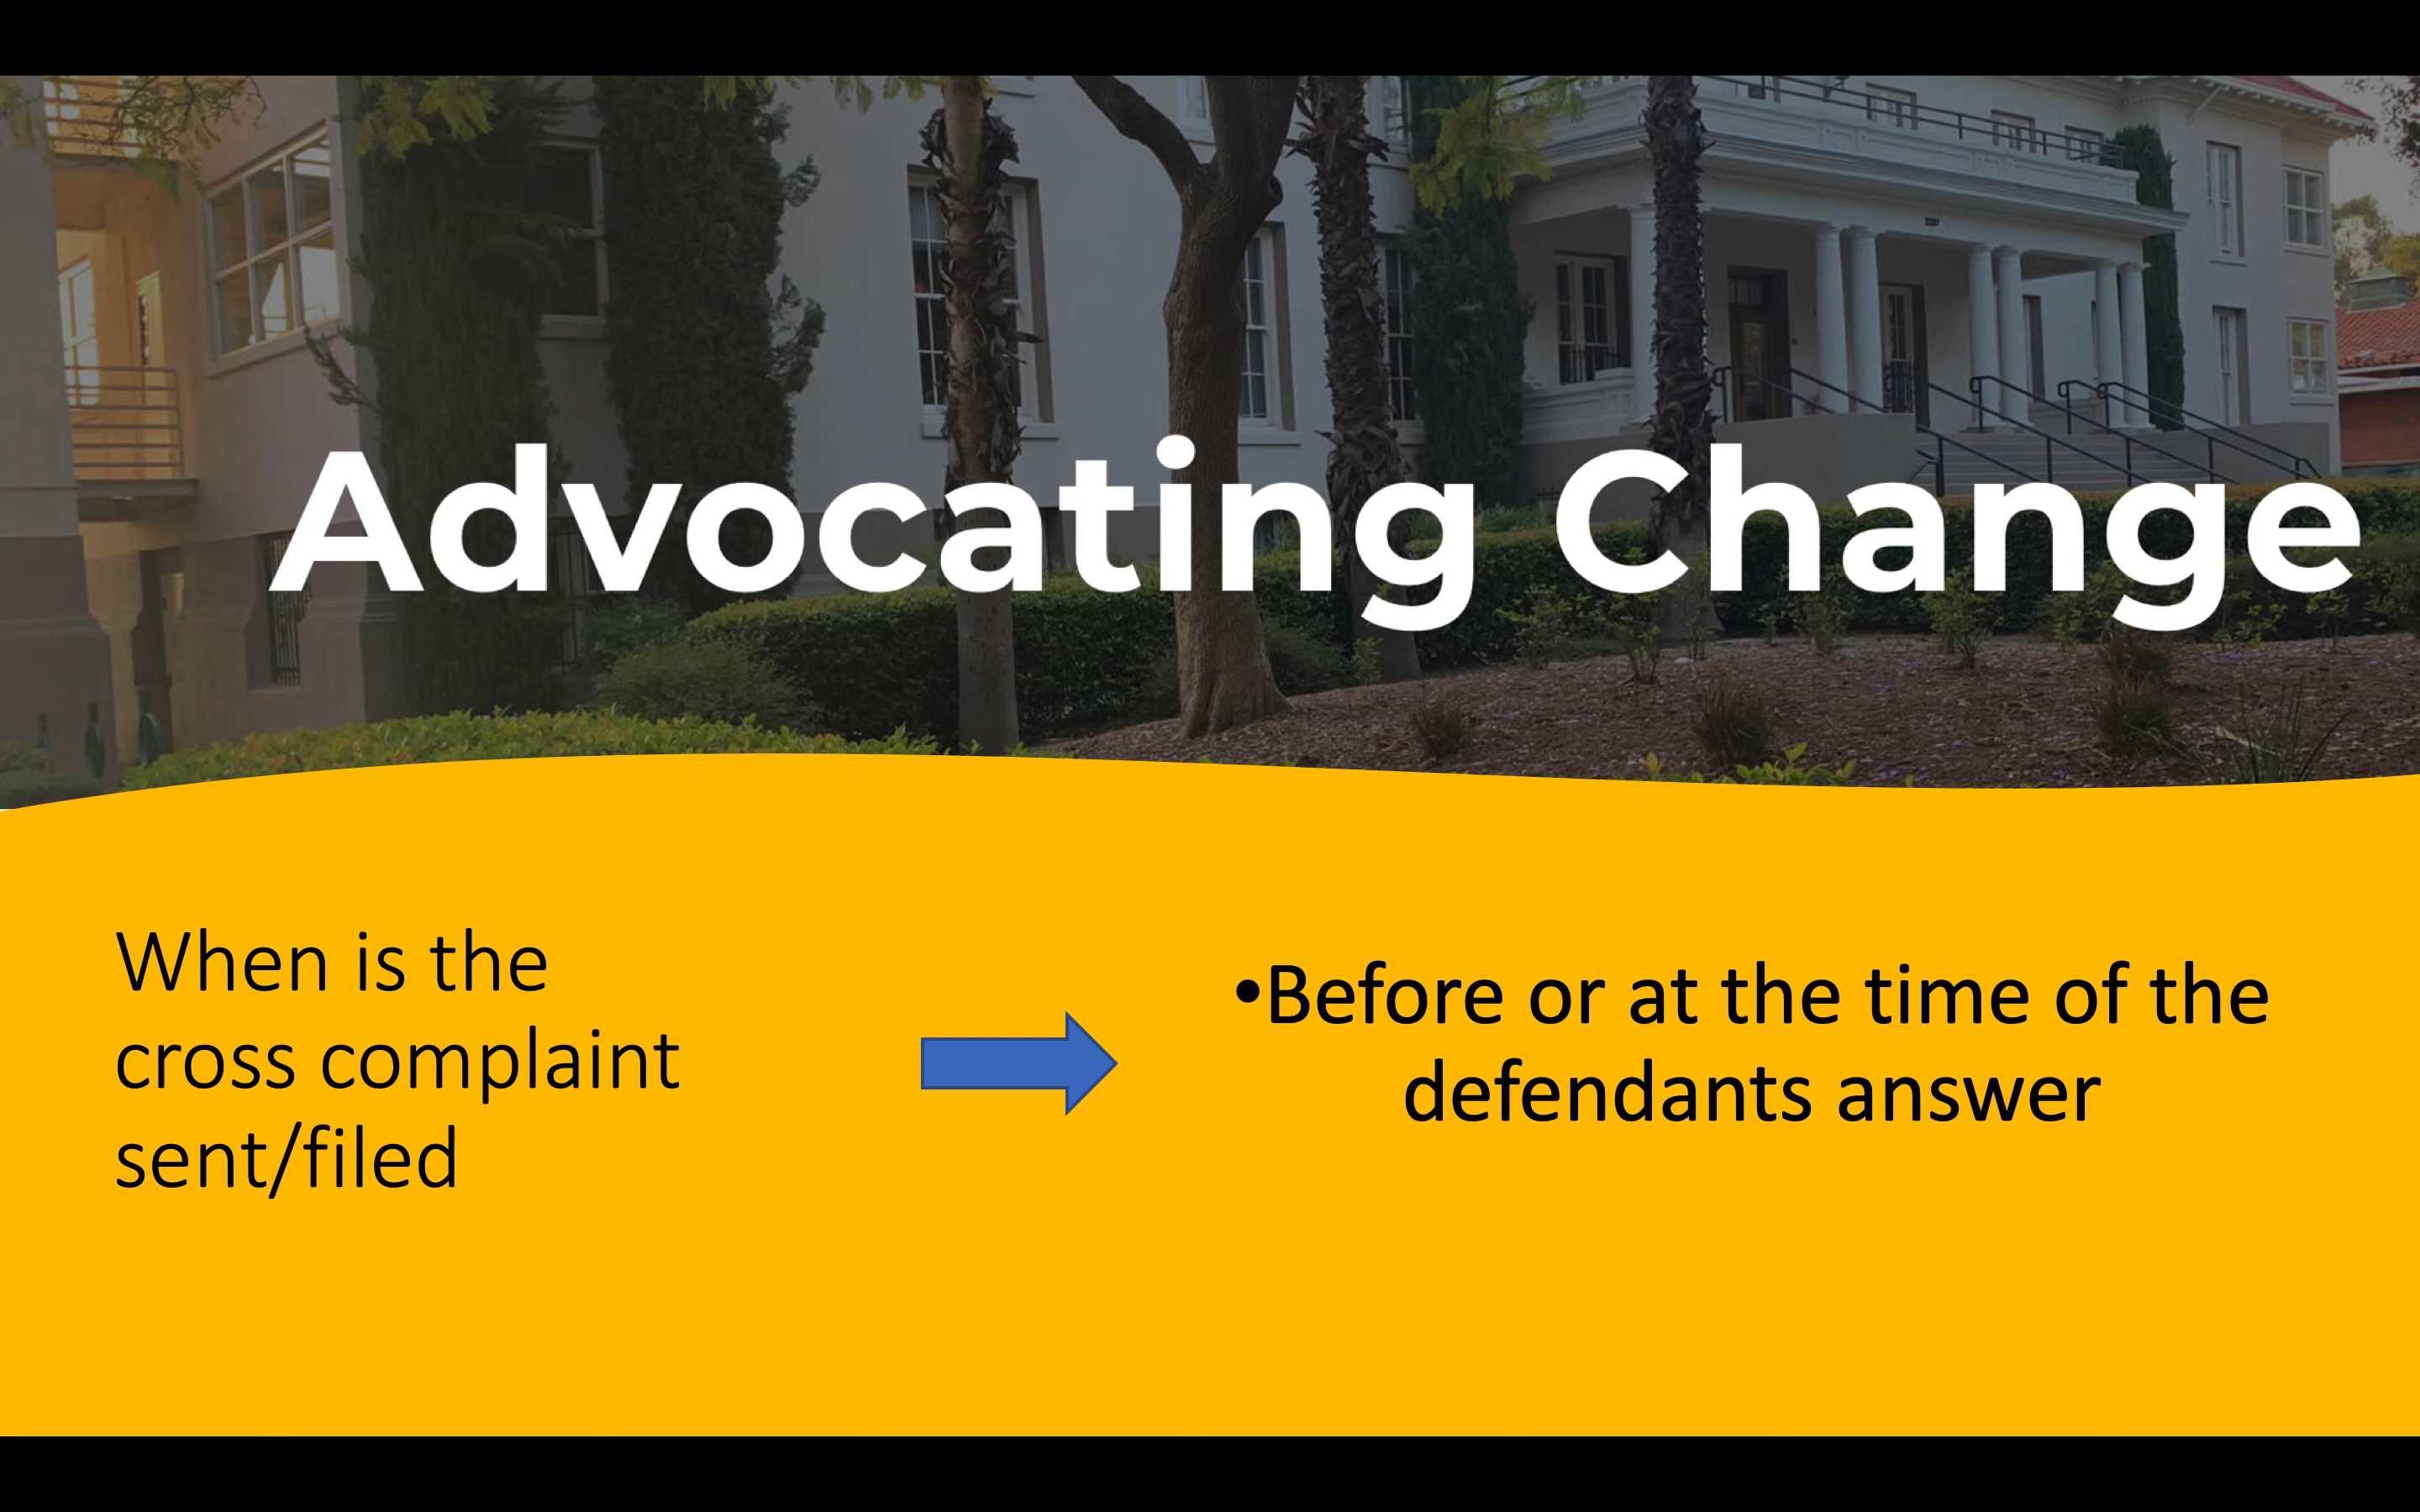 Advocating Change
When is the
cross complaint
sent/filed
•Before or at the time of the
defendants answer